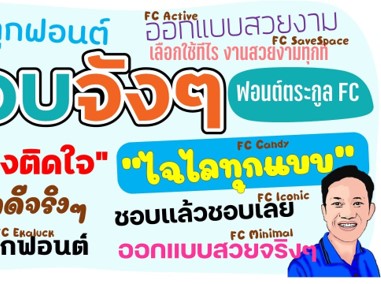 ทุกฟอนต์
FC Active
ออกแบบสวยงาม
FC SaveSpace
เลือกใช้ทีไร งานสวยงามทุกที
อบจังๆ
ฟอนต์ตระกูล FC
งติดใจ"
FC Candy
"ไฉไลทุกแบบ"
ดีจริงๆ
FC Iconic
ชอบแล้วชอบเลย
FC Ekaluck
กฟอนต์
FC Minimal
ออกแบบสวยจริงๆ